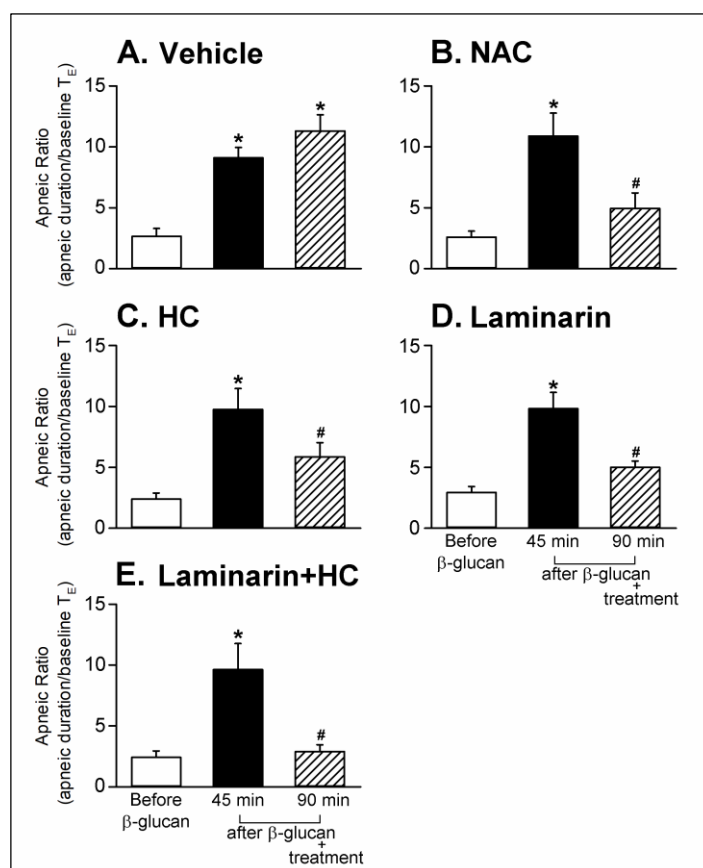 A. Vehicle
Apneic Ratio
(apneic duration/baseline TE)
15
10
5
0
*
*
B. NAC
15
10
5
0
*
#
C. HC
Apneic Ratio
(apneic duration/baseline TE)
15
10
5
0
*
#
D. Laminarin
15
10
5
0
*
#
Before
β-glucan
45 min
90 min
after β-glucan
+
treatment
E. Laminarin+HC
Apneic Ratio
(apneic duration/baseline TE)
15
10
5
0
*
#
Before
β-glucan
45 min
90 min
after β-glucan
+
treatment